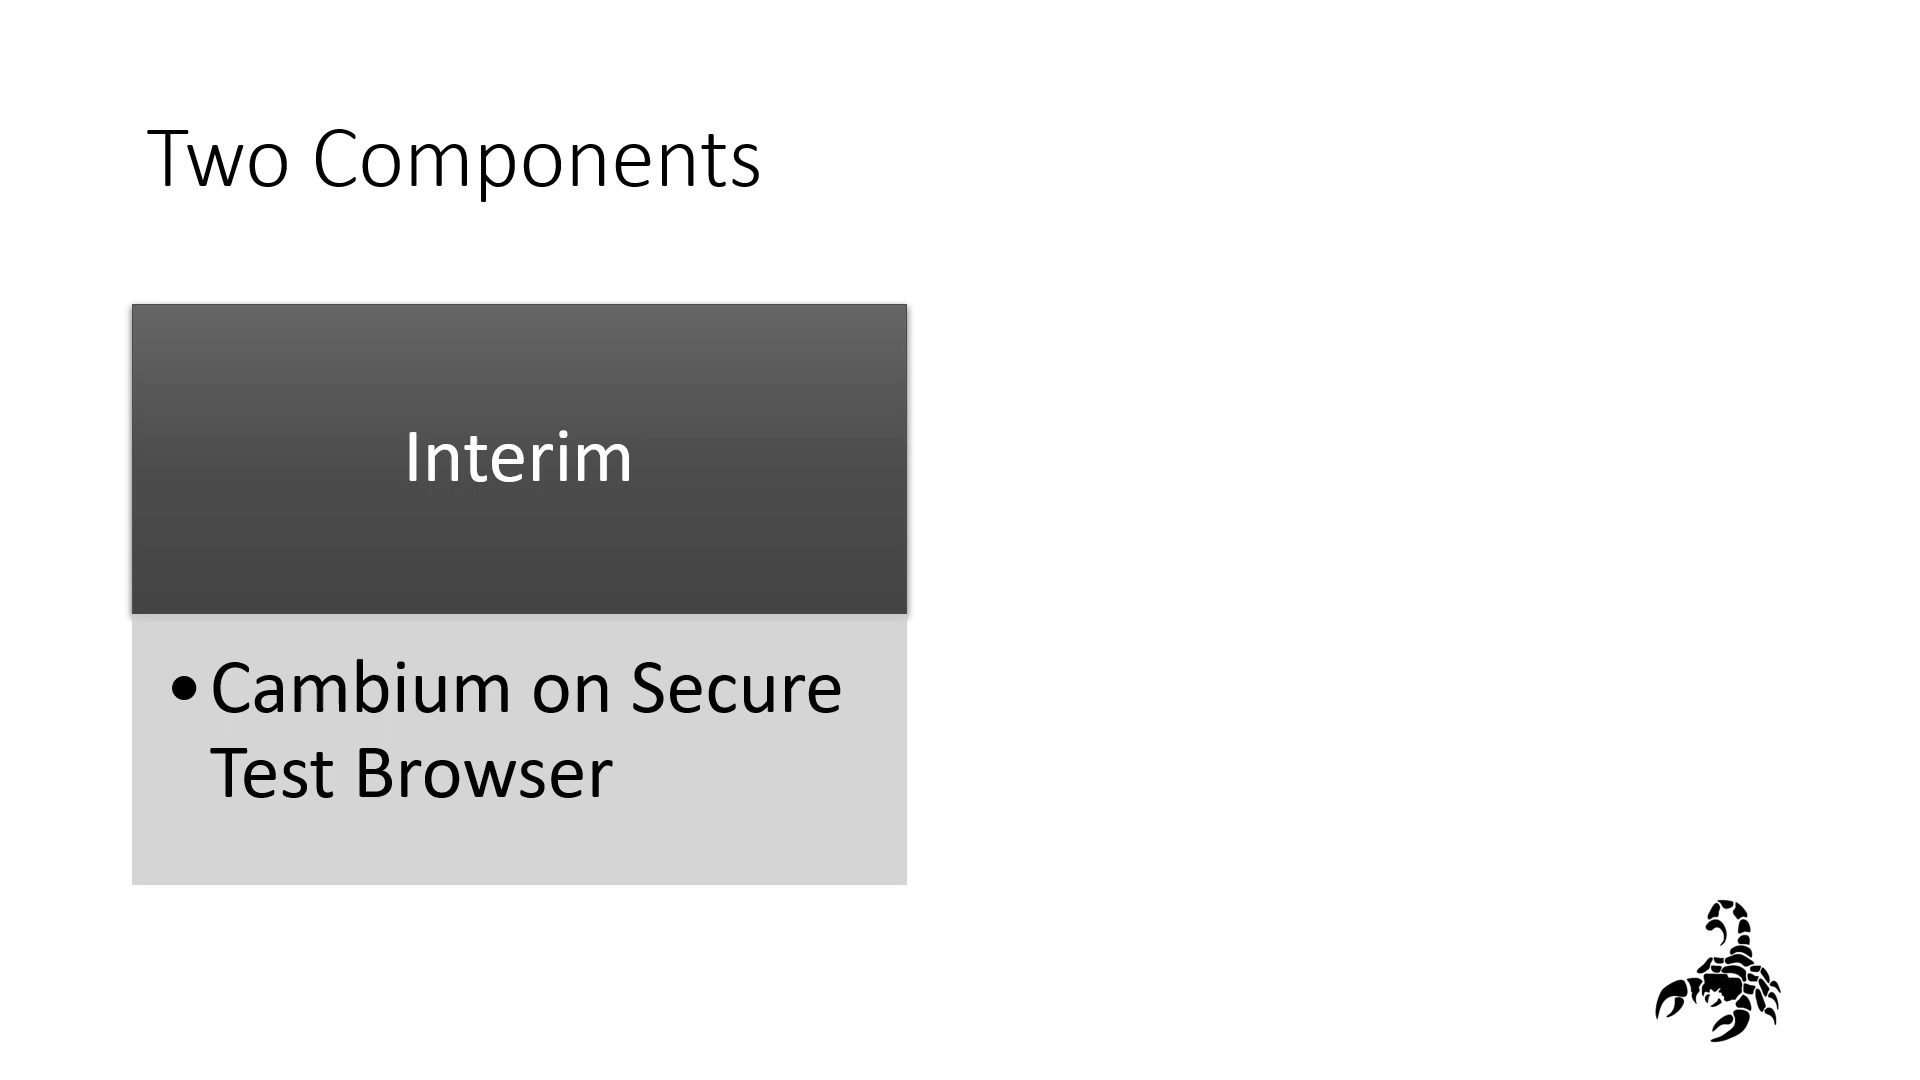 Two Components
Interim
• Cambium on Secure
Test Browser